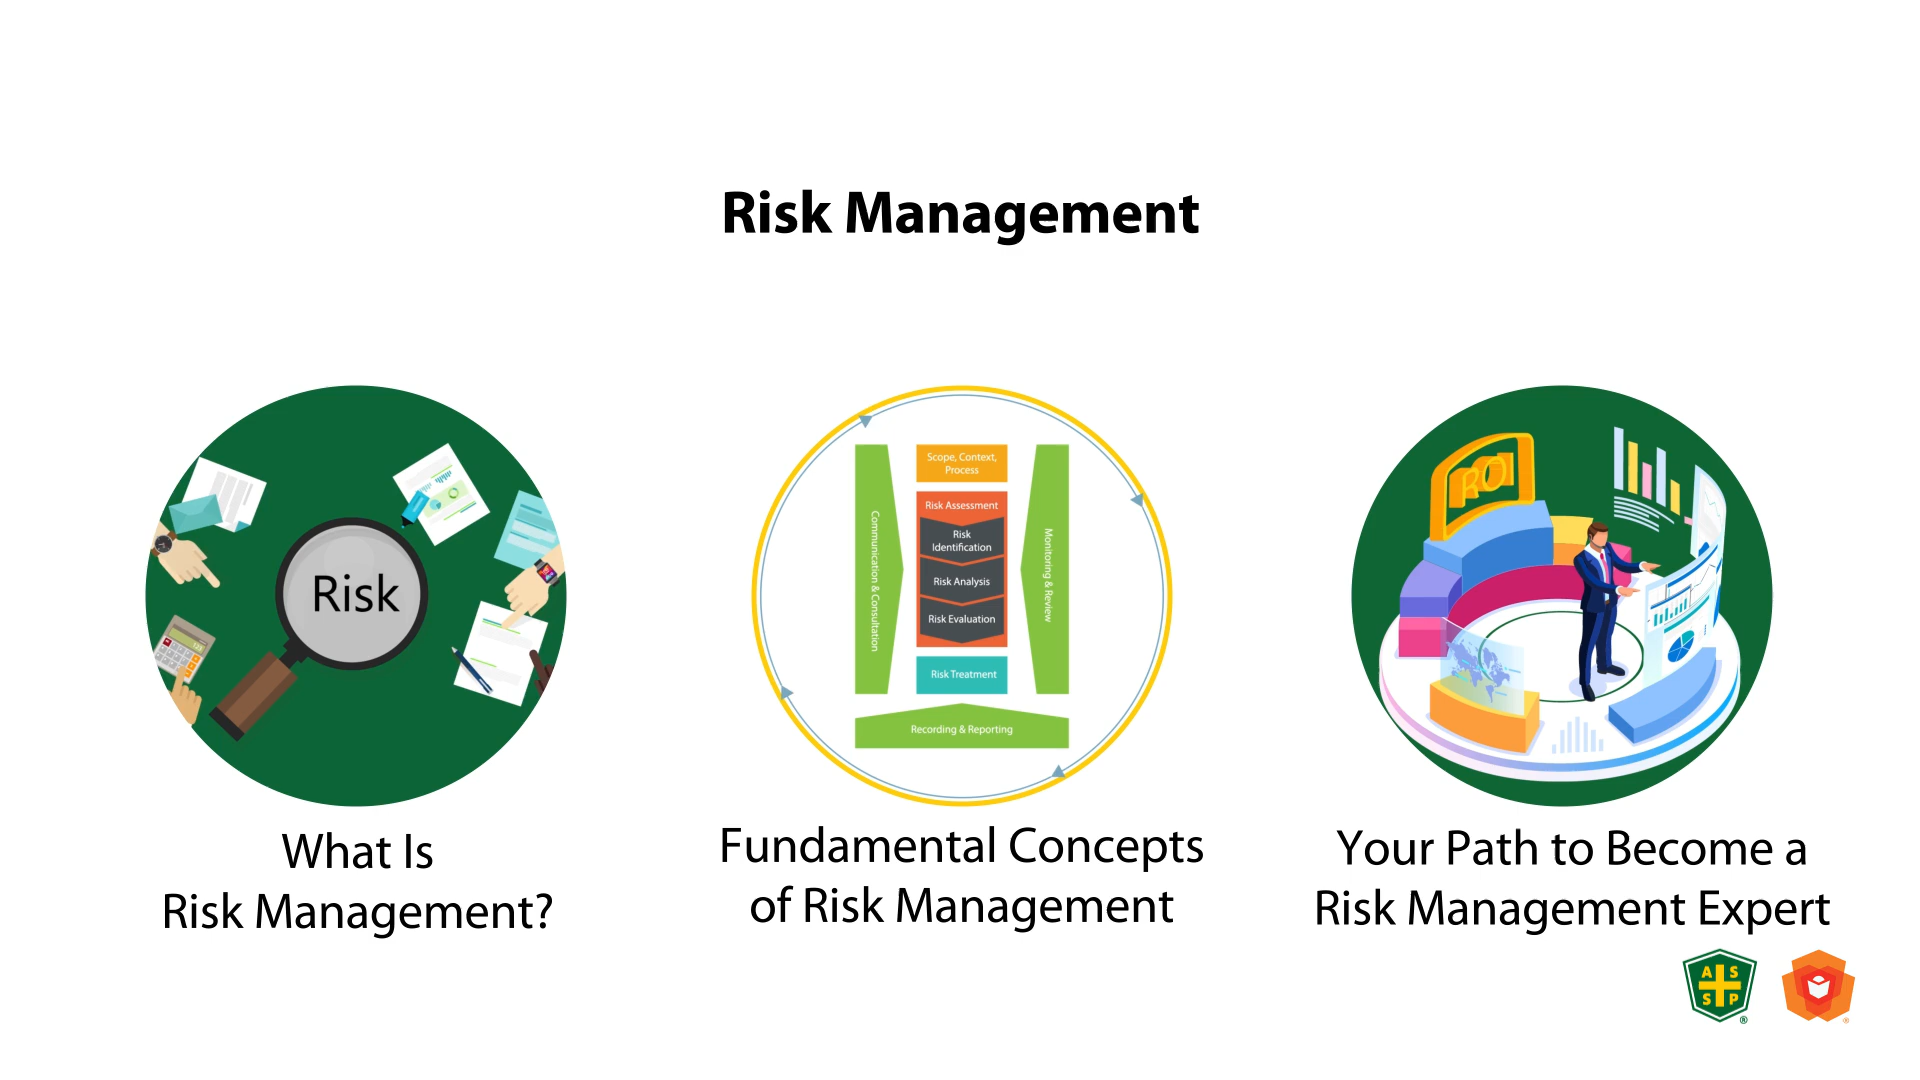 Risk Management
Risk
What Is
Risk Management?
Scope, Context,
Process
Risk Assessment
Risk
Identification
Risk Analysis
Risk Evaluation
Risk Treatment
Communication & Consultation
Monitoring & Review
Recording & Reporting
Fundamental Concepts
of Risk Management
ROI
Your Path to Become a
Risk Management Expert
A S
S P
®
®